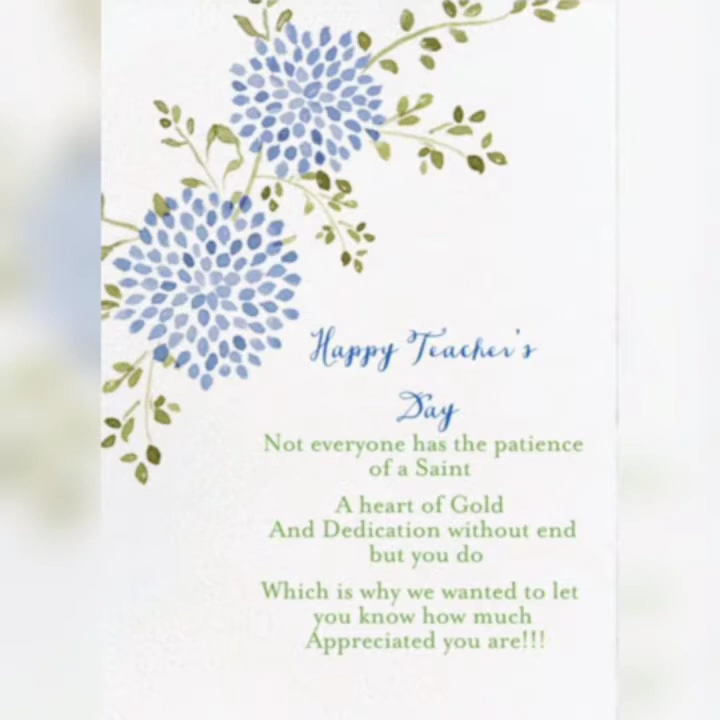 Happy Teacher's
Day
Not everyone has the patience
of a Saint
A heart of Gold
And Dedication without end
but you do
Which is why we wanted to let
you know how much
Appreciated you are!!!